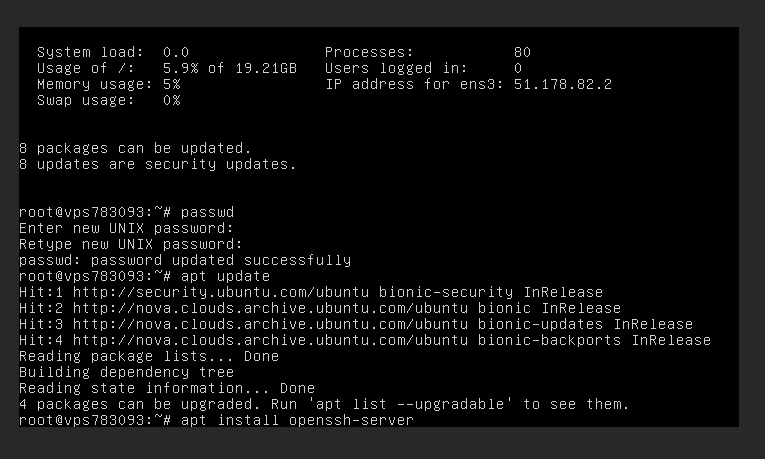 System load: 0.0 Processes: 80
Usage of /: 5.9% of 19.21GB Users logged in: 0
Memory usage: 5% IP address for ens3: 51.178.82.2
Swap usage: 0%
8 packages can be updated.
8 updates are security updates.
root@vps783093:~# passwd
Enter new UNIX password:
Retype new UNIX password:
passwd: password updated successfully
root@vps783093:~# apt update
Hit:1 http://security.ubuntu.com/ubuntu bionic-security InRelease
Hit:2 http://nova.clouds.archive.ubuntu.com/ubuntu bionic InRelease
Hit:3 http://nova.clouds.archive.ubuntu.com/ubuntu bionic-updates InRelease
Hit:4 http://nova.clouds.archive.ubuntu.com/ubuntu bionic-backports InRelease
Reading package lists... Done
Building dependency tree
Reading state information... Done
4 packages can be upgraded. Run 'apt list --upgradable' to see them.
root@vps783093:~# apt install openssh-server